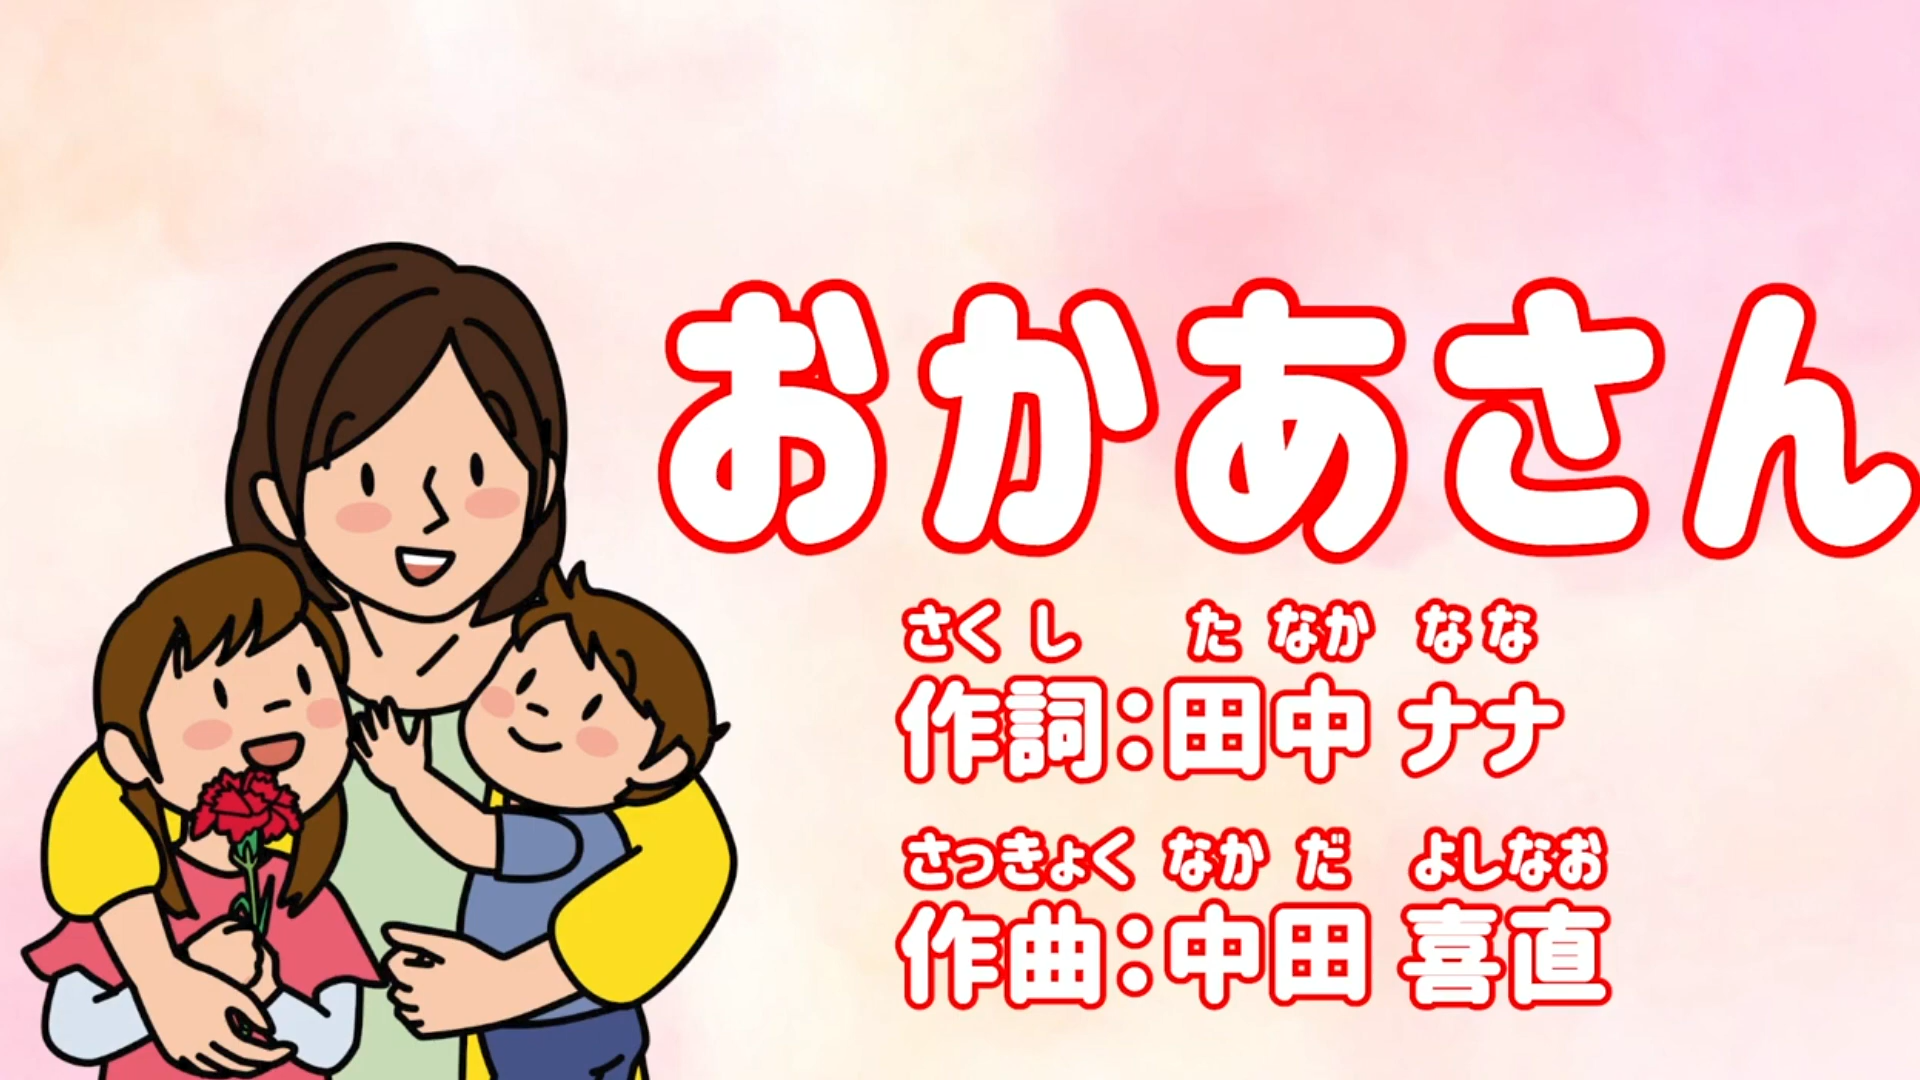 おかあさん
さくし たなか なな
作詞：田中 ナナ
さっきょく なかだ よしなお
作曲：中田 喜直